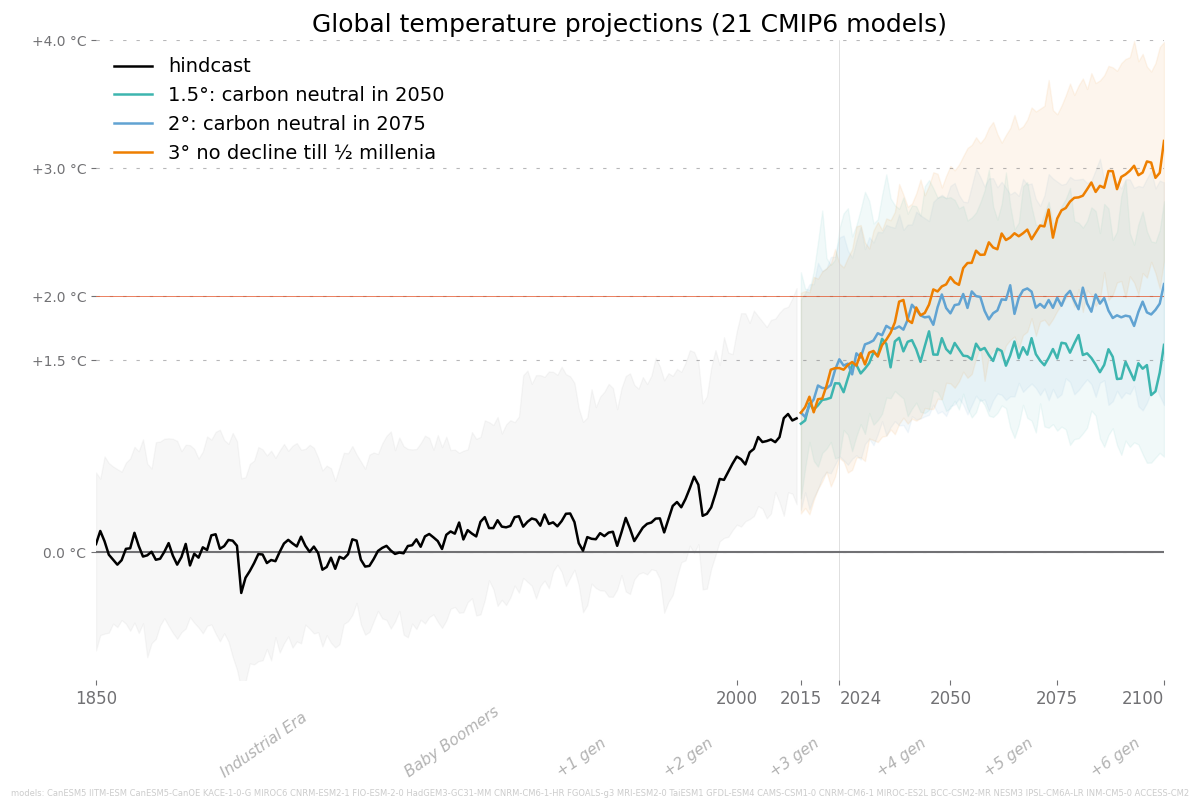 Global temperature projections (21 CMIP6 models)
+4.0 °C
hindcast
1.5°: carbon neutral in 2050
2°: carbon neutral in 2075
3° no decline till ½ millenia
+3.0 °C
+2.0 °C
+1.5 °C
0.0 °C
1850 2000 2015 2024 2050 2075 2100
Industrial Era Baby Boomers +1 gen +2 gen +3 gen +4 gen +5 gen +6 gen
models: CanESM5 IITM-ESM CanESM5-CanOE KACE-1-0-G MIROC6 CNRM-ESM2-1 FIO-ESM-2-0 HadGEM3-GC31-MM CNRM-CM6-1-HR FGOALS-g3 MRI-ESM2-0 TaiESM1 GFDL-ESM4 CAMS-CSM1-0 CNRM-CM6-1 MIROC-ES2L BCC-CSM2-MR NESM3 IPSL-CM6A-LR INM-CM5-0 ACCESS-CM2